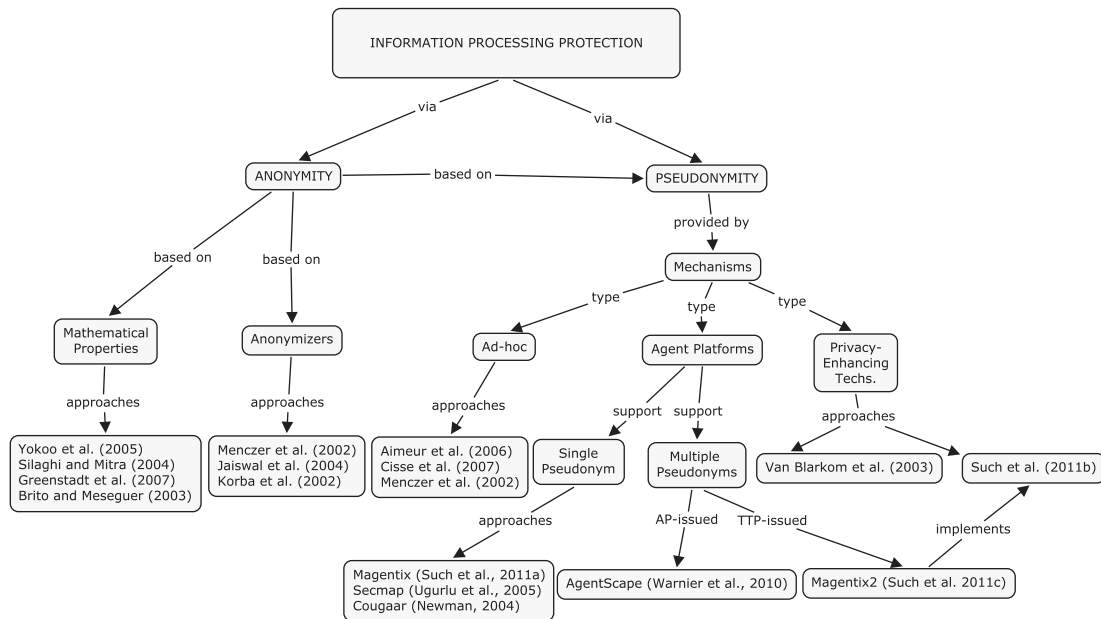 INFORMATION PROCESSING PROTECTION
via
via
ANONYMITY
based on
PSEUDONYMITY
provided by
based on
based on
Mechanisms
type
type
type
Mathematical
Properties
Anonymizers
Ad-hoc
Agent Platforms
Privacy-
Enhancing
Techs.
approaches
approaches
approaches
support
support
approaches
Yokoo et al. (2005)
Silaghi and Mitra (2004)
Greenstadt et al. (2007)
Brito and Meseguer (2003)
Menczer et al. (2002)
Jaiswal et al. (2004)
Korba et al. (2002)
Aimeur et al. (2006)
Cisse et al. (2007)
Menczer et al. (2002)
Single
Pseudonym
Multiple
Pseudonyms
Van Blarkom et al. (2003)
Such et al. (2011b)
approaches
AP-issued
TTP-issued
implements
Magentix (Such et al., 2011a)
Secmap (Ugurlu et al., 2005)
Cougaar (Newman, 2004)
AgentScape (Warnier et al., 2010)
Magentix2 (Such et al. 2011c)